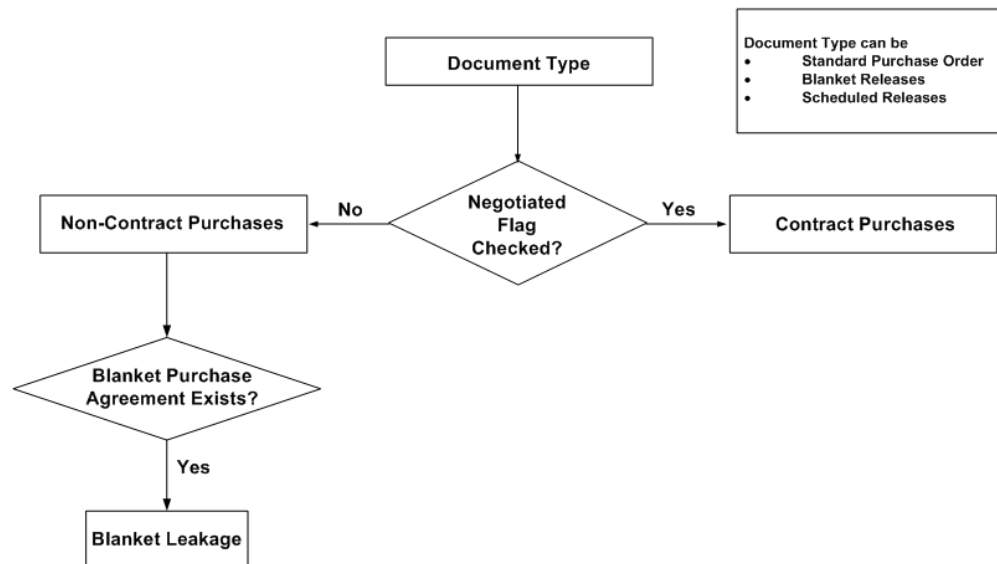 Document Type
Document Type can be
• Standard Purchase Order
• Blanket Releases
• Scheduled Releases
Negotiated
Flag
Checked?
No
Yes
Non-Contract Purchases
Contract Purchases
Blanket Purchase
Agreement Exists?
Yes
Blanket Leakage